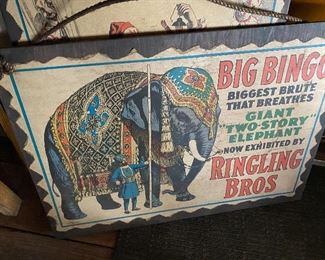 BIG BINGO
BIGGEST BRUTE
THAT BREATHES
GIANT
"TWO-STORY"
ELEPHANT
NOW EXHIBITED BY
RINGLING
BROS